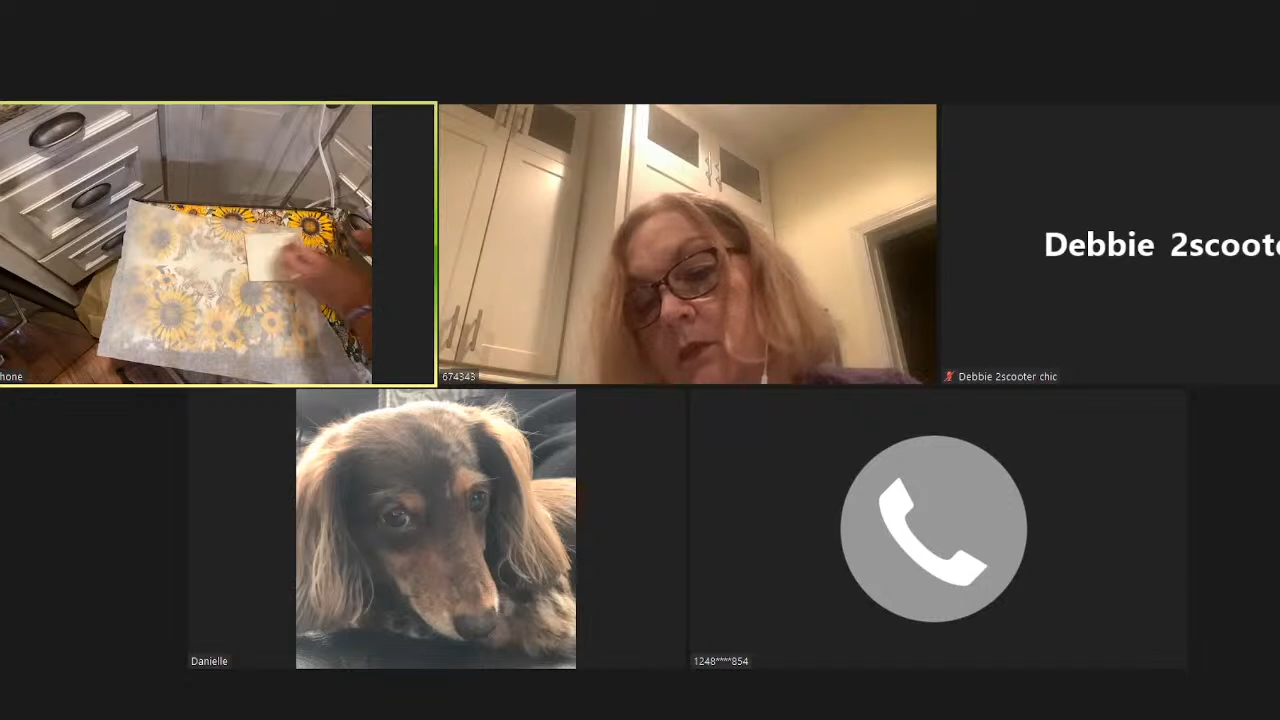 hone
674343
Debbie 2scoote
Debbie 2scooter chic
Danielle
1248****854